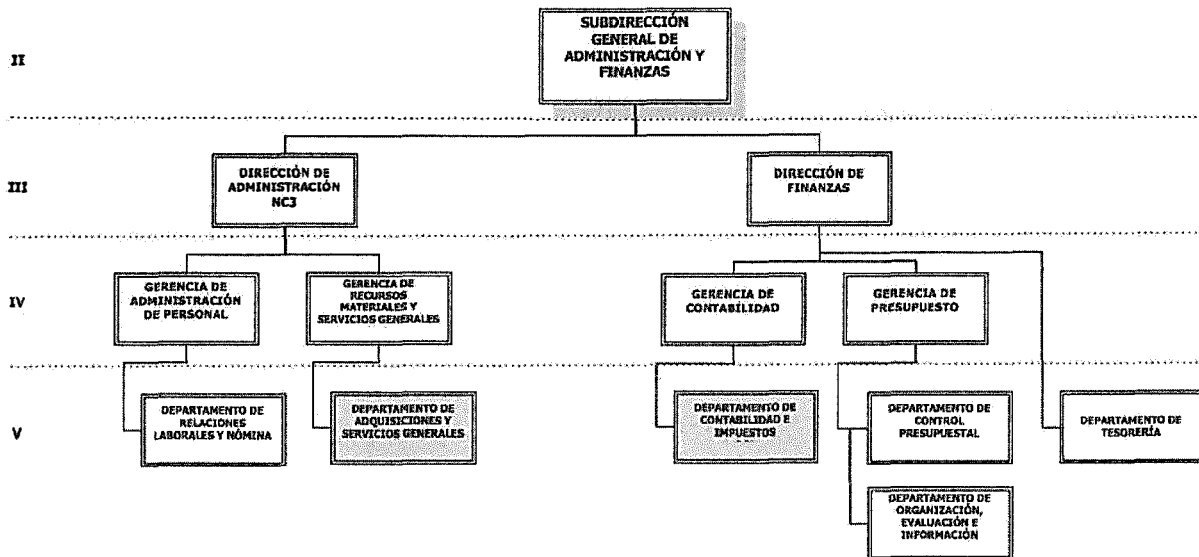 SUBDIRECCIÓN
GENERAL DE
ADMINISTRACIÓN Y
FINANZAS
II
DIRECCIÓN DE
ADMINISTRACIÓN
NC3
DIRECCIÓN DE
FINANZAS
III
GERENCIA DE
ADMINISTRACIÓN
DE PERSONAL
GERENCIA DE
RECURSOS
MATERIALES Y
SERVICIOS GENERALES
GERENCIA DE
CONTABILIDAD
GERENCIA DE
PRESUPUESTO
IV
DEPARTAMENTO DE
RELACIONES
LABORALES Y NÓMINA
DEPARTAMENTO DE
ADQUISICIONES Y
SERVICIOS GENERALES
DEPARTAMENTO DE
CONTABILIDAD E
IMPUESTOS
DEPARTAMENTO DE
CONTROL
PRESUPUESTAL
DEPARTAMENTO DE
TESORERÍA
V
DEPARTAMENTO DE
ORGANIZACIÓN,
EVALUACIÓN E
INFORMACIÓN